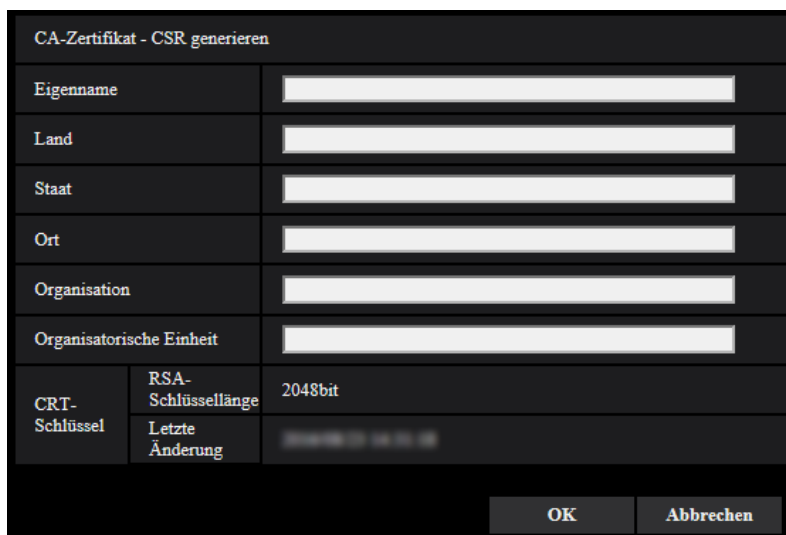 CA-Zertifikat - CSR generieren
Eigenname
Land
Staat
Ort
Organisation
Organisatorische Einheit
CRT-
Schlüssel
RSA-
Schlüssellänge
2048bit
Letzte
Änderung
OK
Abbrechen